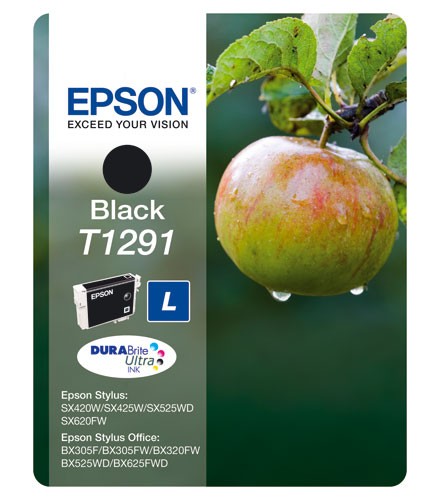 EPSON®
EXCEED YOUR VISION
Black
T1291
EPSON
L
DURABrite
Ultra
INK
Epson Stylus:
SX420W/SX425W/SX525WD
SX620FW
Epson Stylus Office:
BX305F/BX305FW/BX320FW
BX525WD/BX625FWD